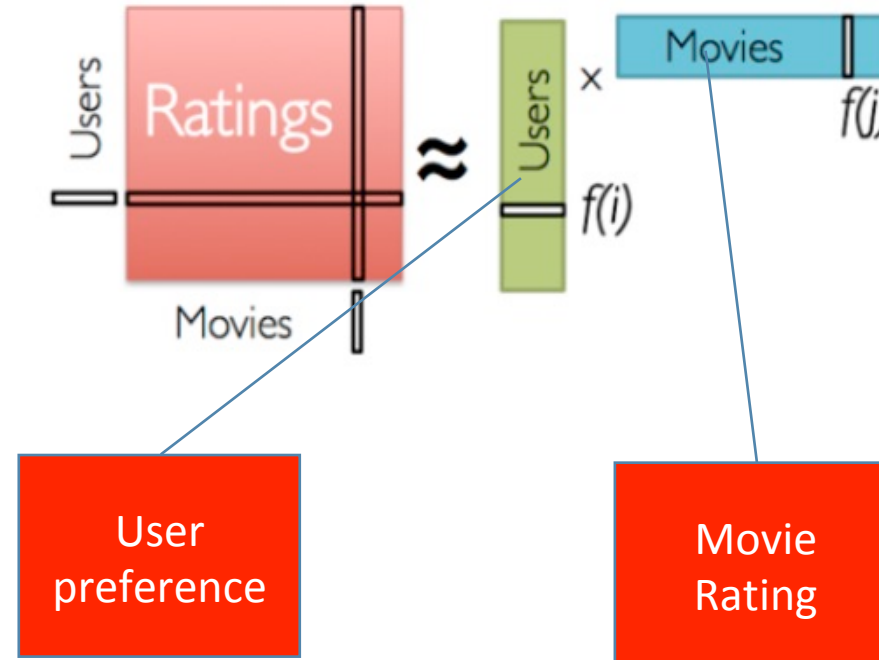 Users
Ratings
≈
Users
x
Movies
f(j)
f(i)
Movies
User
preference
Movie
Rating